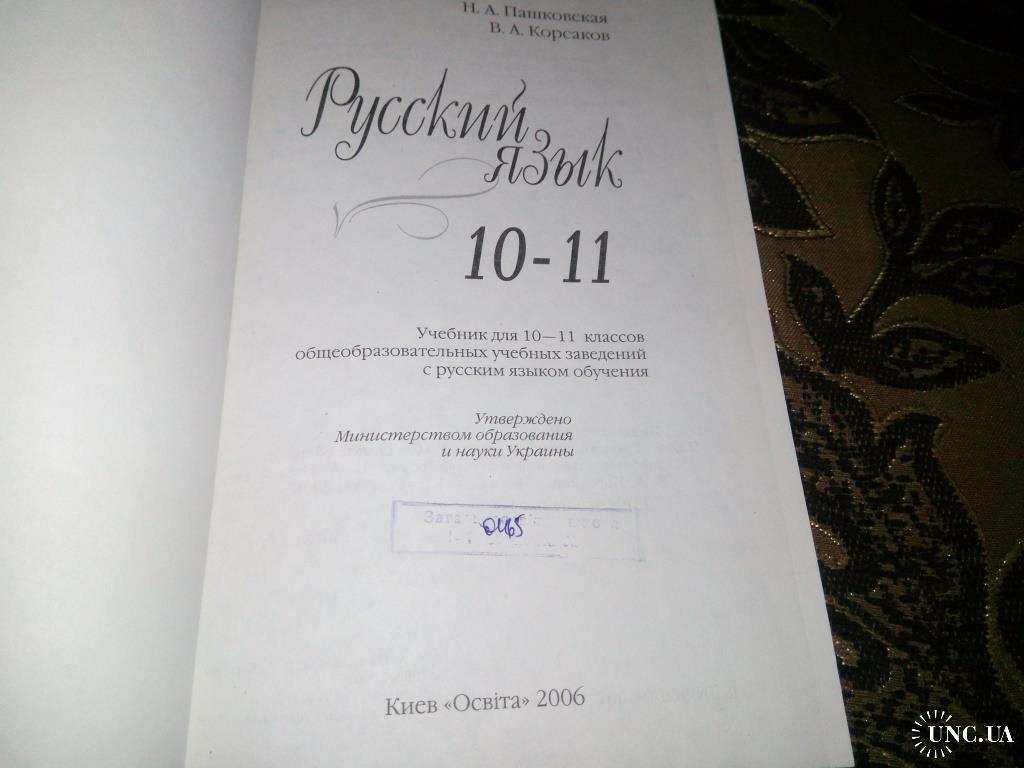 Н. А. Пашковская
В. А. Корсаков
Русский
язык
10-11
Учебник для 10—11 классов
общеобразовательных учебных заведений
с русским языком обучения
Утверждено
Министерством образования
и науки Украины
0465
Киев «Освіта» 2006
UNC.UA